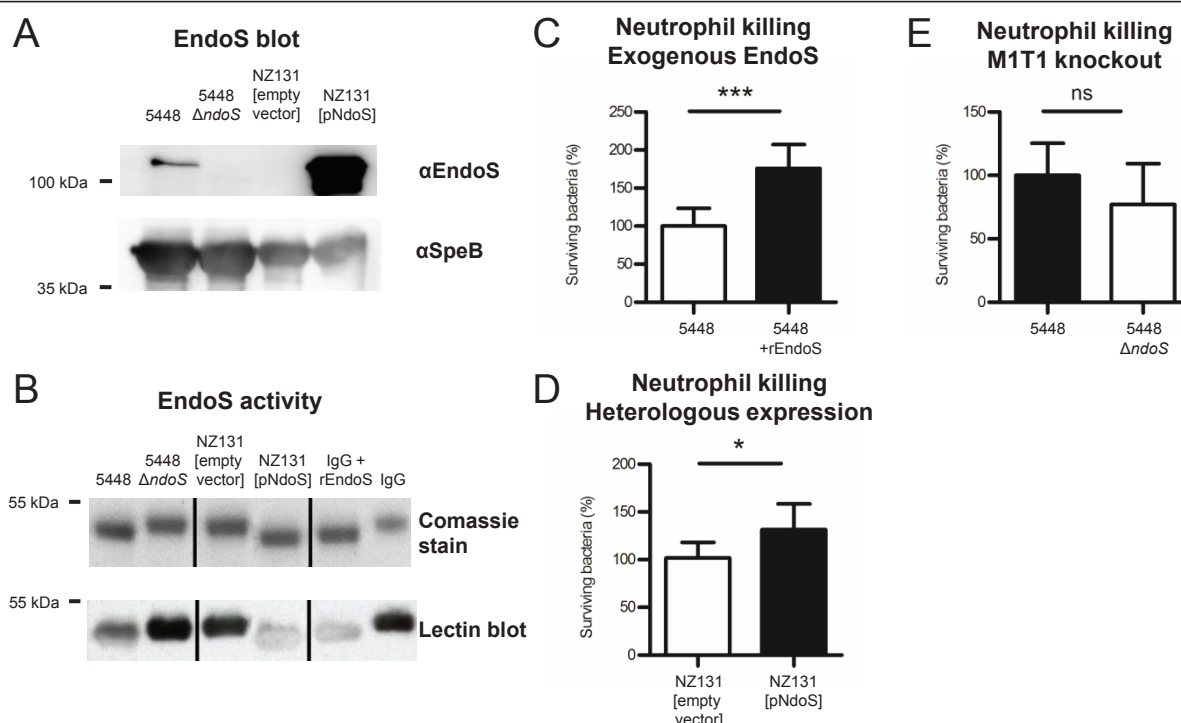 A
EndoS blot
5448
5448
ΔndoS
NZ131
[empty
vector]
NZ131
[pNdoS]
100 kDa
αEndoS
αSpeB
35 kDa
B
EndoS activity
5448
5448
ΔndoS
NZ131
[empty
vector]
NZ131
[pNdoS]
IgG +
rEndoS
IgG
55 kDa
Comassie
stain
55 kDa
Lectin blot
C
Neutrophil killing
Exogenous EndoS
***
Surviving bacteria (%)
250
200
150
100
50
0
5448
5448
+rEndoS
D
Neutrophil killing
Heterologous expression
*
Surviving bacteria (%)
200
150
100
50
0
NZ131
[empty
vector]
NZ131
[pNdoS]
E
Neutrophil killing
M1T1 knockout
ns
Surviving bacteria (%)
150
100
50
0
5448
5448
ΔndoS